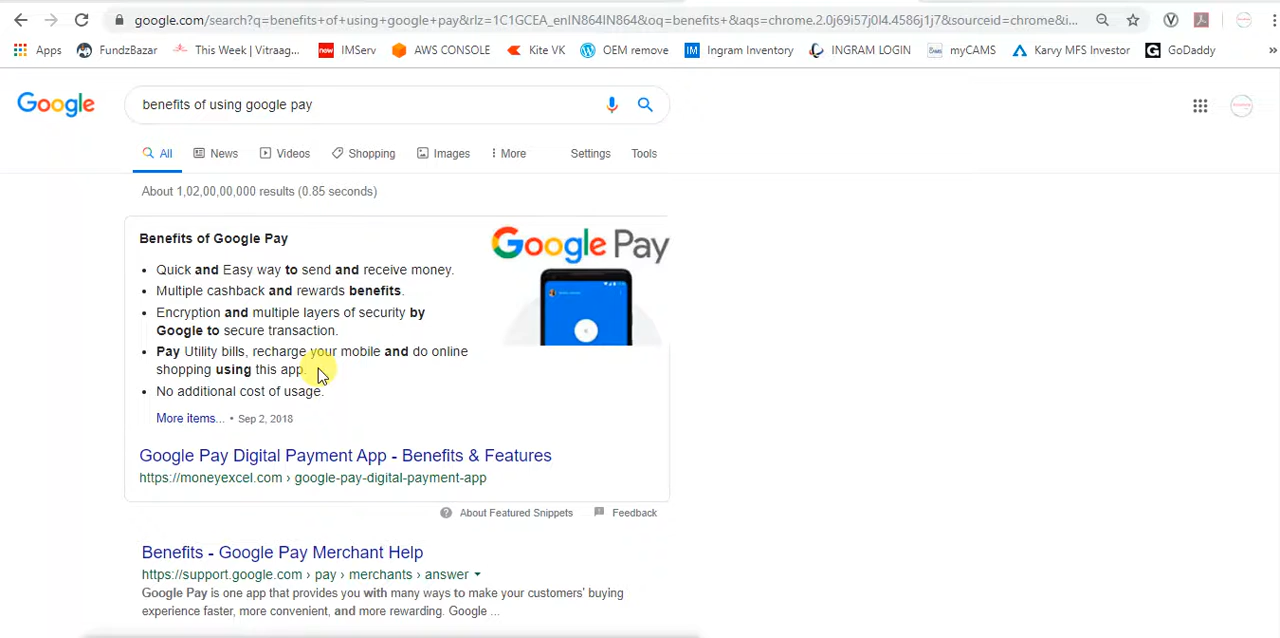 google.com/search?q=benefits+of+using+google+pay&rlz=1C1GCEA_enIN864IN864&oq=benefits+&aqs=chrome.2.0j69i57j0l4.4586j1j7&sourceid=chrome&i...
Apps FundzBazar This Week | Vitraag... new IMServ AWS CONSOLE Kite VK OEM remove IM Ingram Inventory INGRAM LOGIN myCAMS Karvy MFS Investor GoDaddy »
Google benefits of using google pay
All News Videos Shopping Images More Settings Tools
About 1,02,00,00,000 results (0.85 seconds)
Benefits of Google Pay
Google Pay
• Quick and Easy way to send and receive money.
• Multiple cashback and rewards benefits.
• Encryption and multiple layers of security by
Google to secure transaction.
• Pay Utility bills, recharge your mobile and do online
shopping using this app.
• No additional cost of usage.
More items... • Sep 2, 2018
Google Pay Digital Payment App - Benefits & Features
https://moneyexcel.com › google-pay-digital-payment-app
About Featured Snippets Feedback
Benefits - Google Pay Merchant Help
https://support.google.com › pay › merchants › answer
Google Pay is one app that provides you with many ways to make your customers' buying
experience faster, more convenient, and more rewarding. Google ...